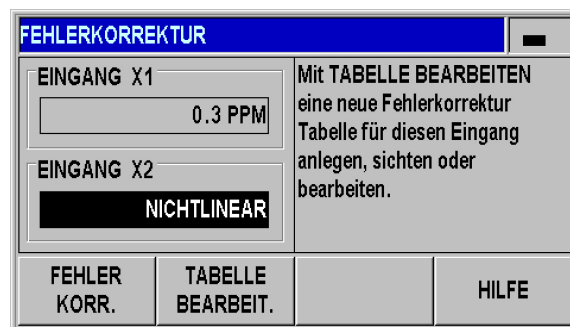 FEHLERKORREKTUR
EINGANG X1
0.3 PPM
EINGANG X2
NICHTLINEAR
Mit TABELLE BEARBEITEN
eine neue Fehlerkorrektur
Tabelle für diesen Eingang
anlegen, sichten oder
bearbeiten.
FEHLER
KORR.
TABELLE
BEARBEIT.
HILFE